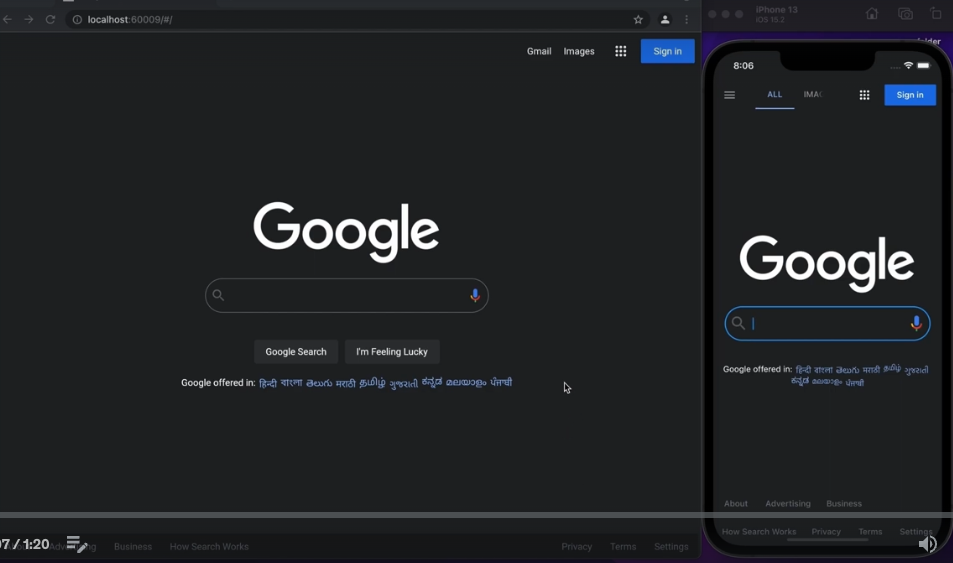 localhost:60009/#/
Gmail Images Sign in
Google
Google Search I'm Feeling Lucky
Google offered in: हिन्दी বাংলা తెలుగు मराठी தமிழ் ગુજરાતી ಕನ್ನಡ മലയാളം ਪੰਜਾਬੀ
Business How Search Works Privacy Terms Settings
07 / 1:20
iPhone 13
iOS 15.2
8:06
ALL IMAG Sign in
Google
Google offered in: हिन्दी বাংলা తెలుగు मराठी தமிழ் ગુજરાતી
ಕನ್ನಡ മലയാളം ਪੰਜਾਬੀ
About Advertising Business
How Search Works Privacy Terms Settings